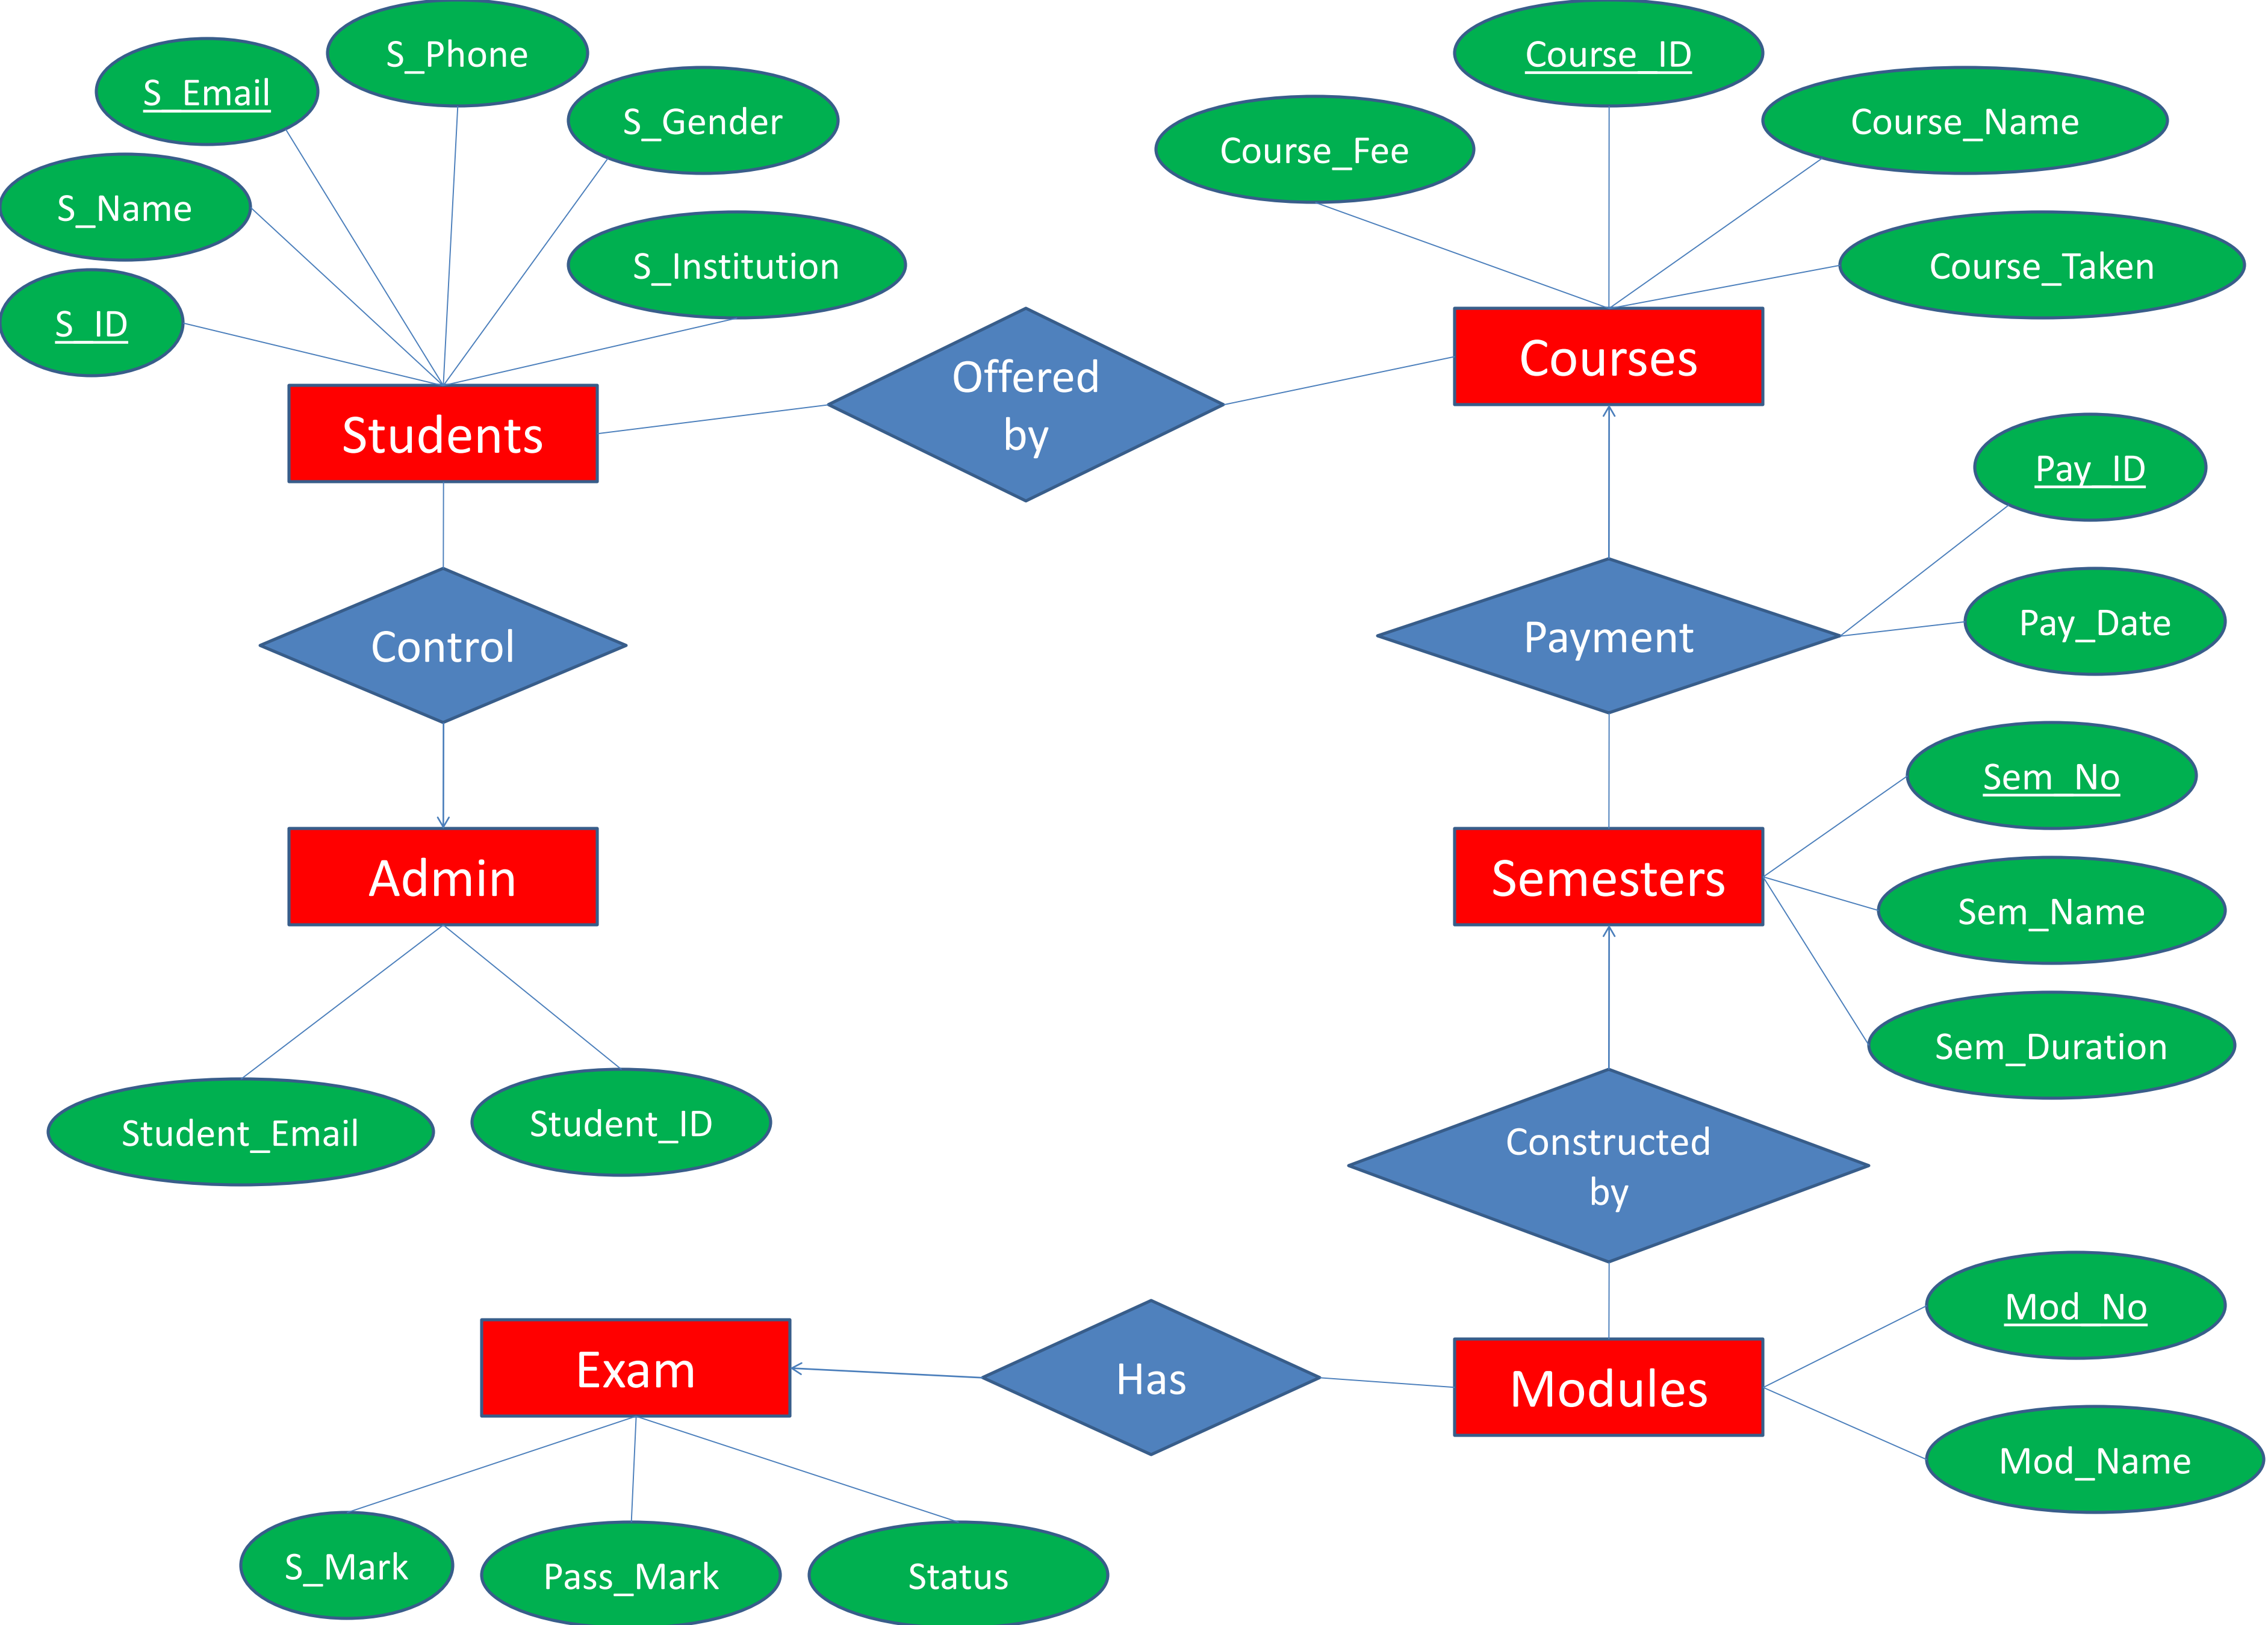 S_Phone
Course_ID
S_Email
S_Gender
Course_Name
Course_Fee
S_Name
S_Institution
Course_Taken
S_ID
Offered
by
Courses
Students
Pay_ID
Control
Payment
Pay_Date
Sem_No
Admin
Semesters
Sem_Name
Sem_Duration
Student_Email
Student_ID
Constructed
by
Mod_No
Exam
Has
Modules
Mod_Name
S_Mark
Pass_Mark
Status